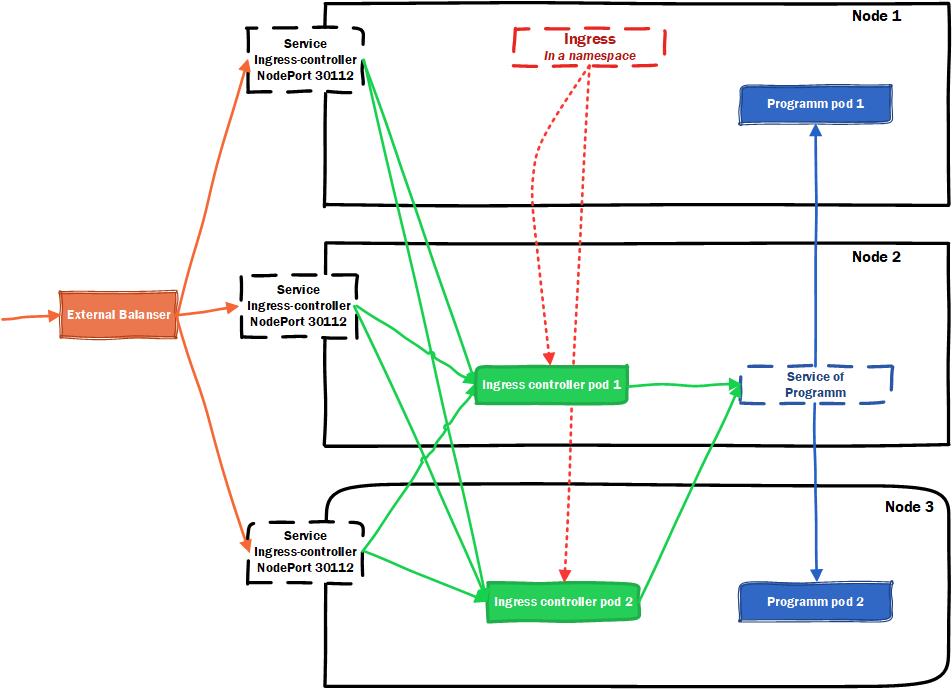 Node 1
Service
Ingress-controller
NodePort 30112
Ingress
In a namespace
Programm pod 1
Node 2
Service
Ingress-controller
NodePort 30112
External Balanser
Ingress controller pod 1
Service of
Programm
Node 3
Service
Ingress-controller
NodePort 30112
Ingress controller pod 2
Programm pod 2